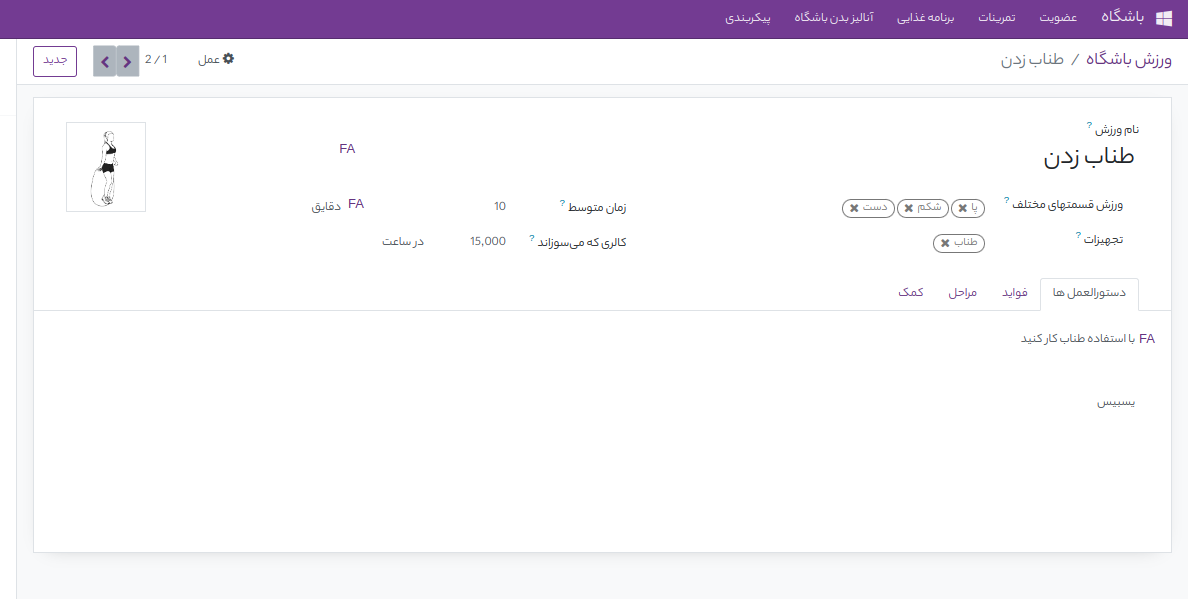 باشگاه عضویت تمرینات برنامه غذایی آنالیز بدن باشگاه پیکربندی
ورزش باشگاه / طناب زدن عمل 2 / 1 جدید
نام ورزش ?
طناب زدن FA
ورزش قسمتهای مختلف ? پا شکم دست
زمان متوسط ? 10 FA دقایق
تجهیزات ? طناب
کالری که می‌سوزاند ? 15,000 در ساعت
دستورالعمل ها فواید مراحل کمک
FA با استفاده طناب کار کنید
یسبیس